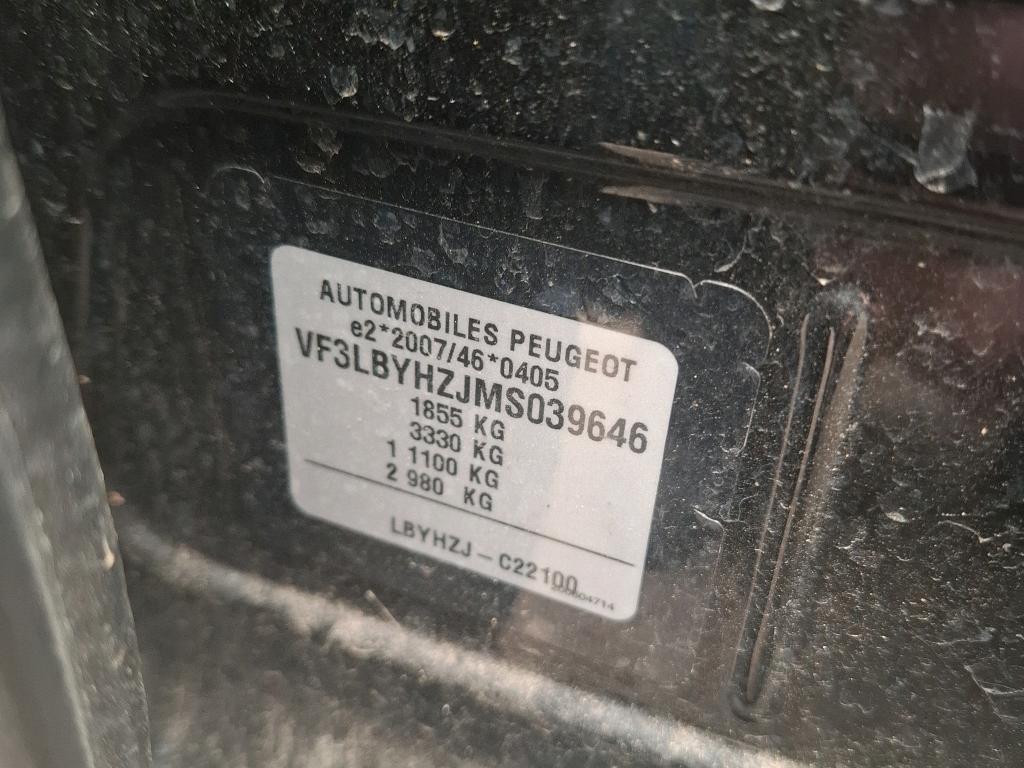 AUTOMOBILES PEUGEOT
e2*2007/46*0405
VF3LBYHZJMS039646
1855 KG
3330 KG
1 1100 KG
2 980 KG
LBYHZJ - C22100